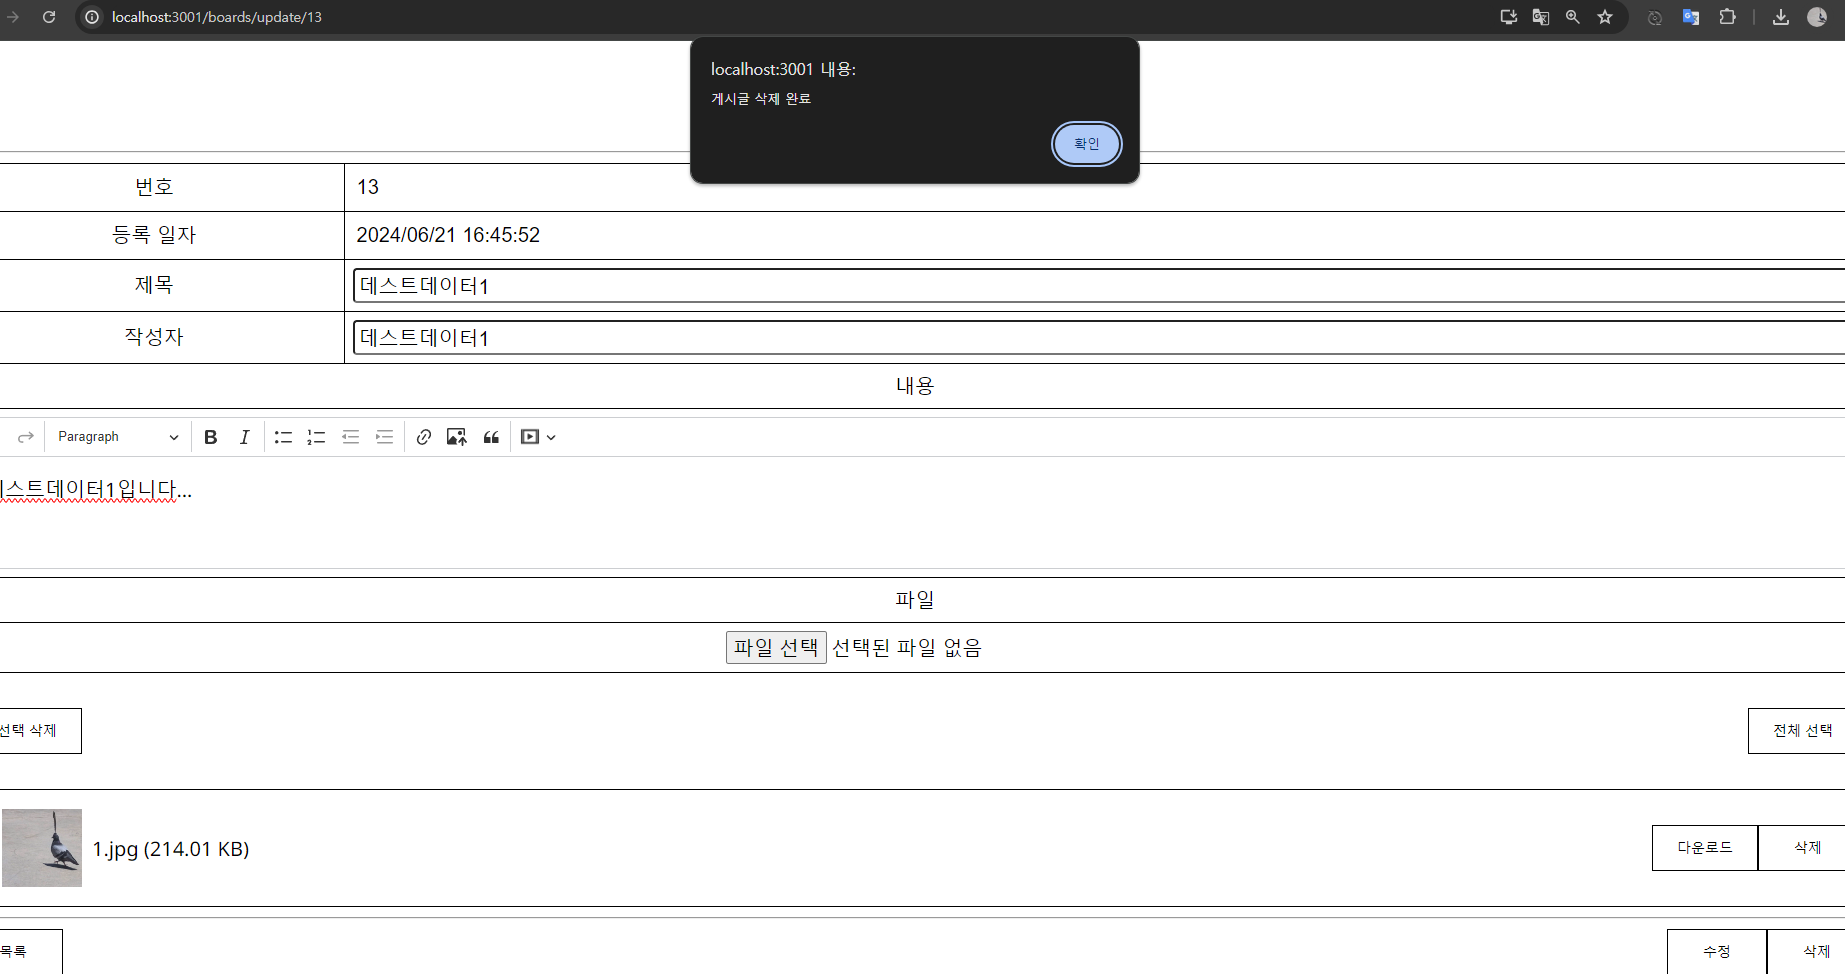 localhost:3001/boards/update/13
localhost:3001 내용:
게시글 삭제 완료
확인
번호 13
등록 일자 2024/06/21 16:45:52
제목 데스트데이터1
작성자 데스트데이터1
내용
Paragraph
스트데이터1입니다...
파일
파일 선택 선택된 파일 없음
선택 삭제 전체 선택
1.jpg (214.01 KB) 다운로드 삭제
목록 수정 삭제